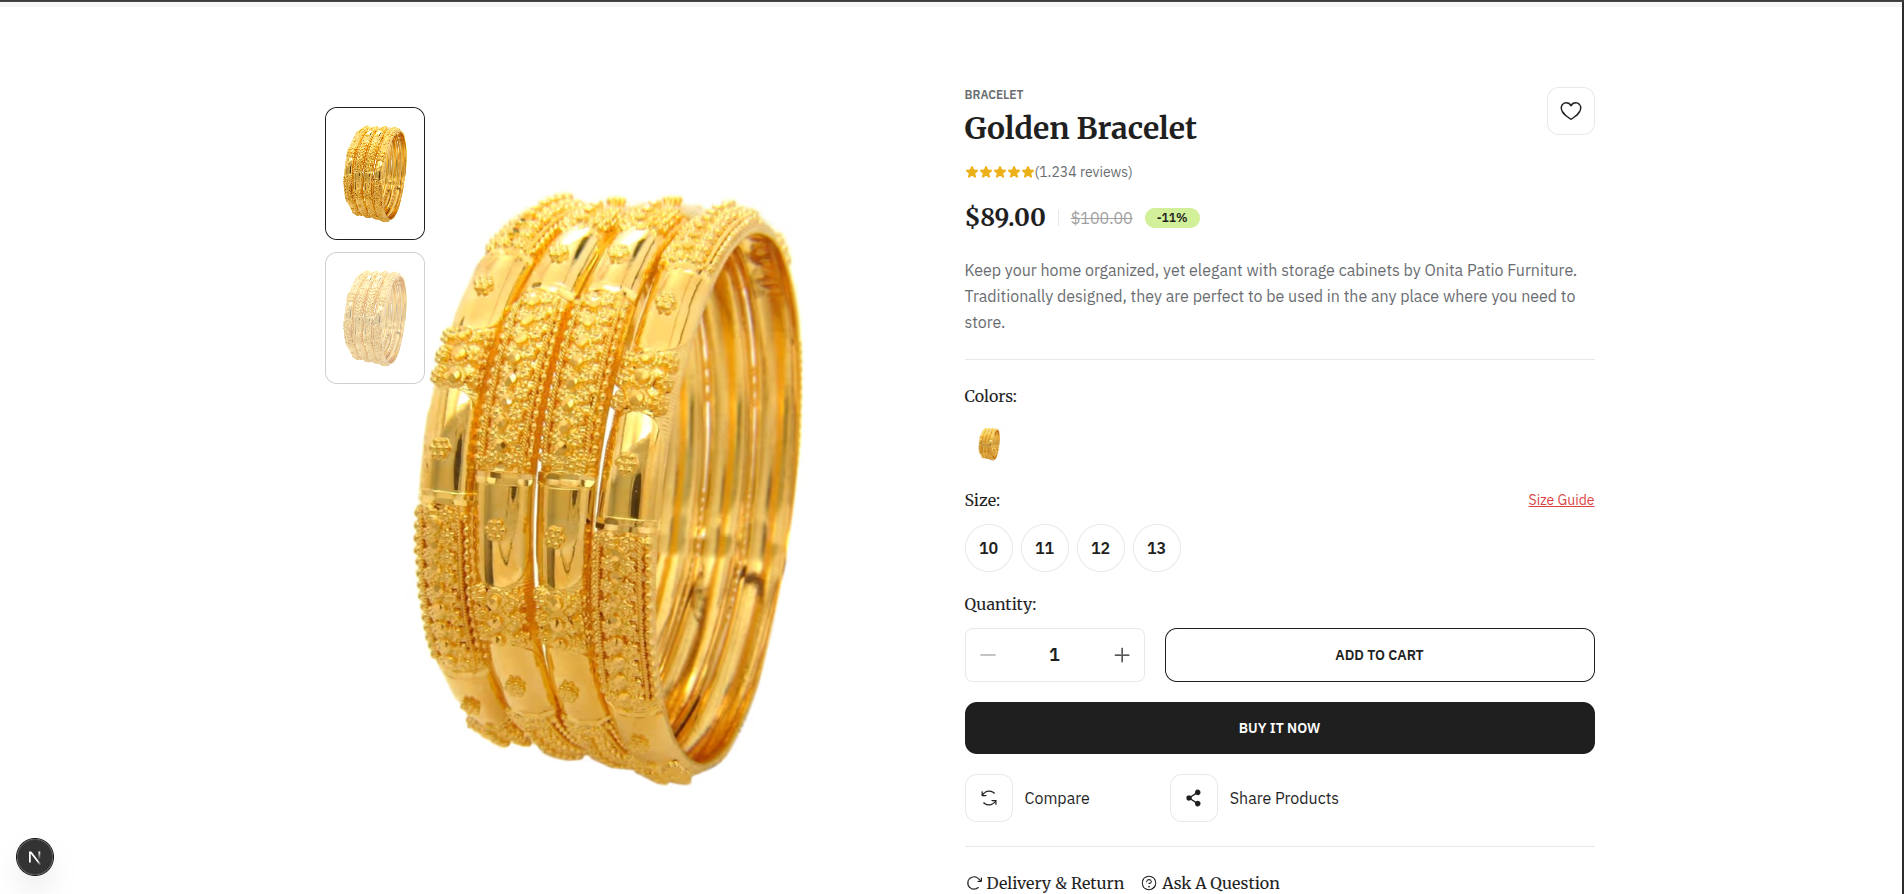 BRACELET
Golden Bracelet
(1.234 reviews)
$89.00
$100.00
-11%
Keep your home organized, yet elegant with storage cabinets by Onita Patio Furniture.
Traditionally designed, they are perfect to be used in the any place where you need to
store.
Colors:
Size:
Size Guide
10
11
12
13
Quantity:
1
ADD TO CART
BUY IT NOW
Compare
Share Products
N
Delivery & Return
Ask A Question